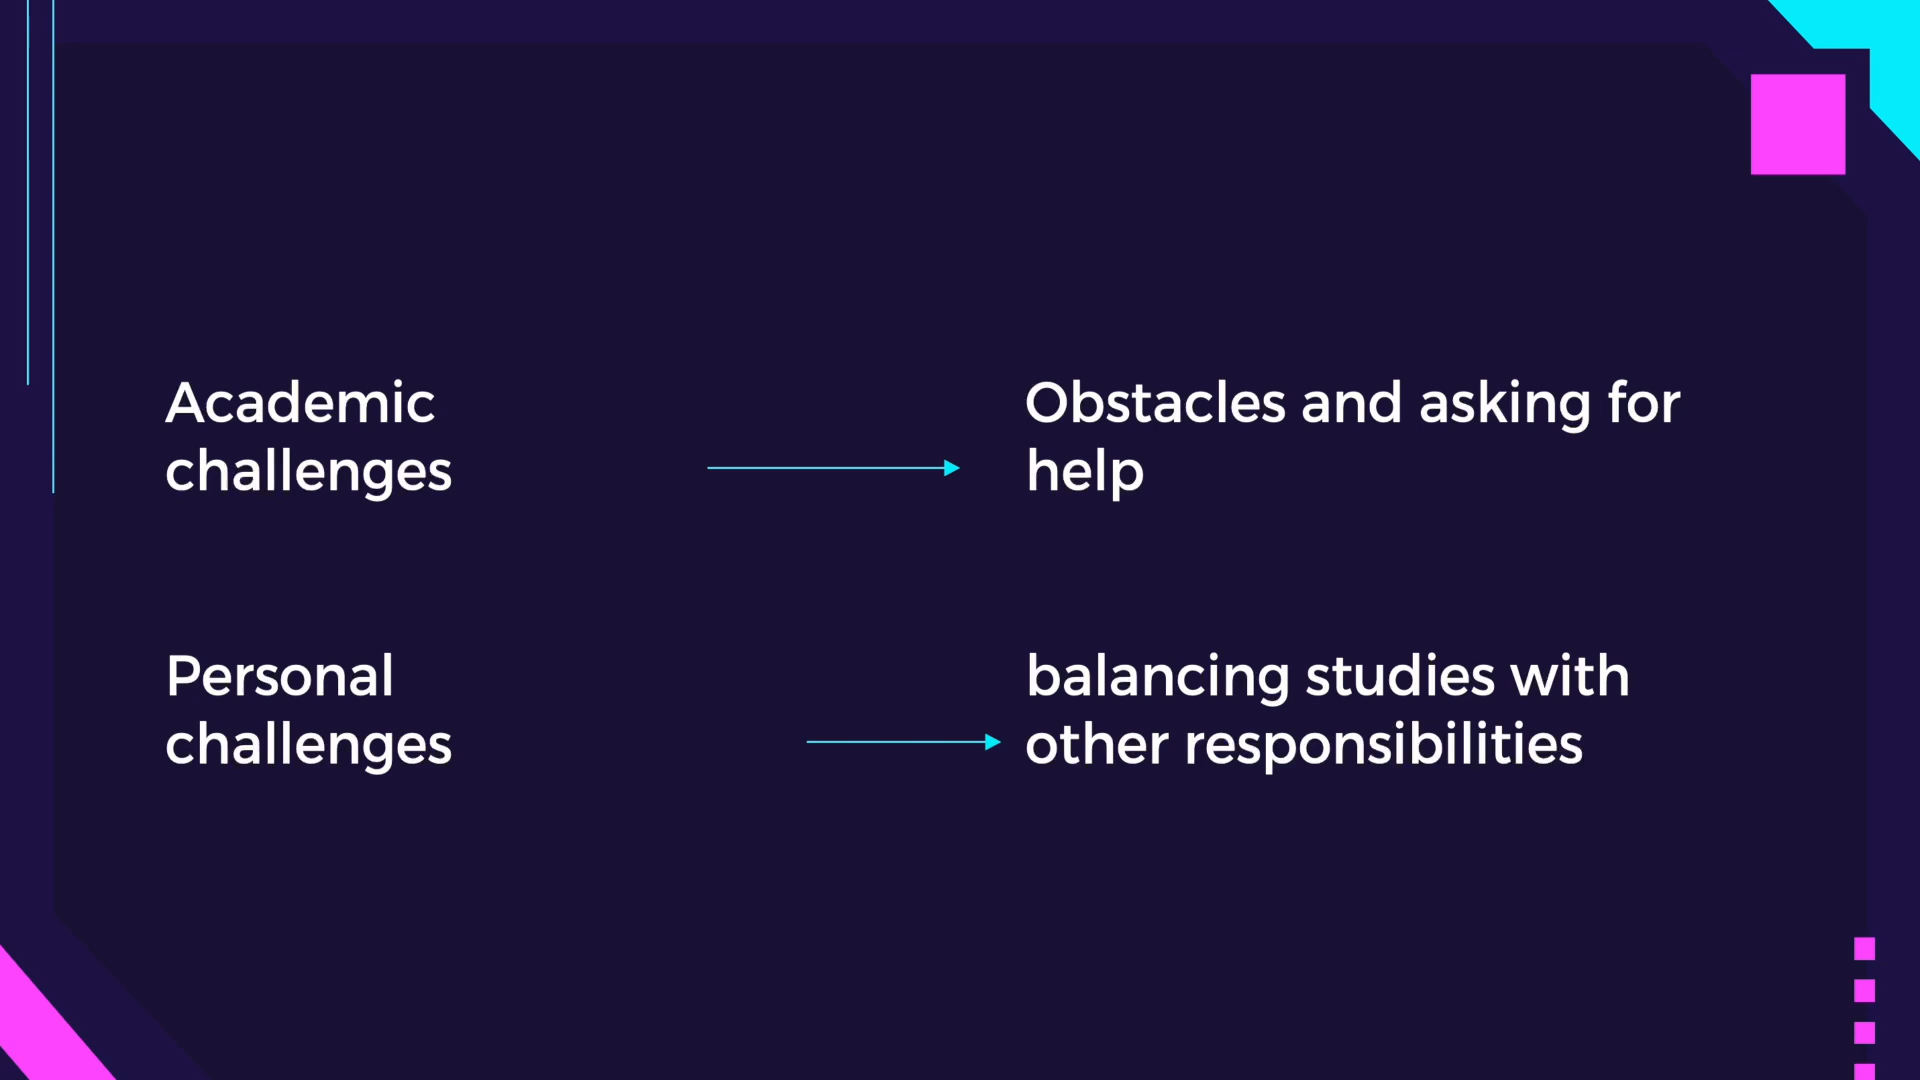 Academic
challenges
Obstacles and asking for
help
Personal
challenges
balancing studies with
other responsibilities